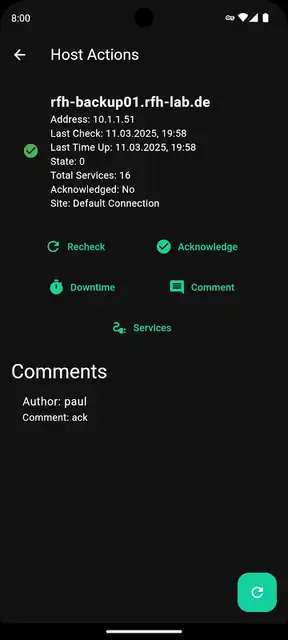 8:00
Host Actions
rfh-backup01.rfh-lab.de
Address: 10.1.1.51
Last Check: 11.03.2025, 19:58
Last Time Up: 11.03.2025, 19:58
State: 0
Total Services: 16
Acknowledged: No
Site: Default Connection
Recheck
Acknowledge
Downtime
Comment
Services
Comments
Author: paul
Comment: ack